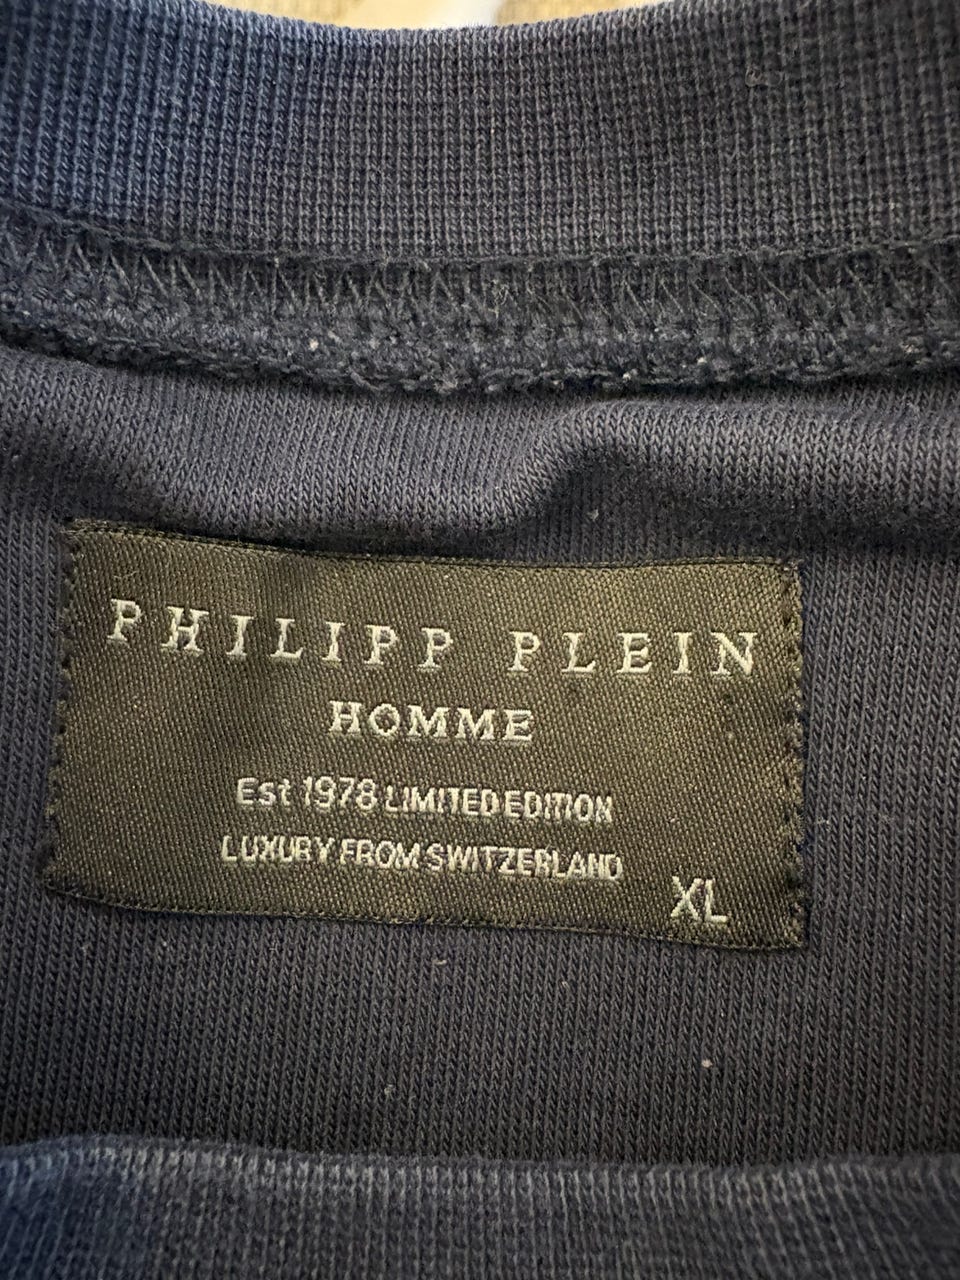 PHILIPP PLEIN
HOMME
Est 1978 LIMITED EDITION
LUXURY FROM SWITZERLAND
XL